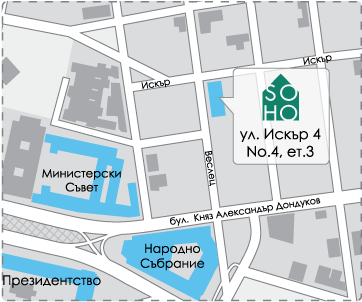 Искър
Искър
SO
HO
ул. Искър 4
No.4, ет.3
Веслец
Министерски
Съвет
бул. Княз Александър Дондуков
Народно
Събрание
Президентство